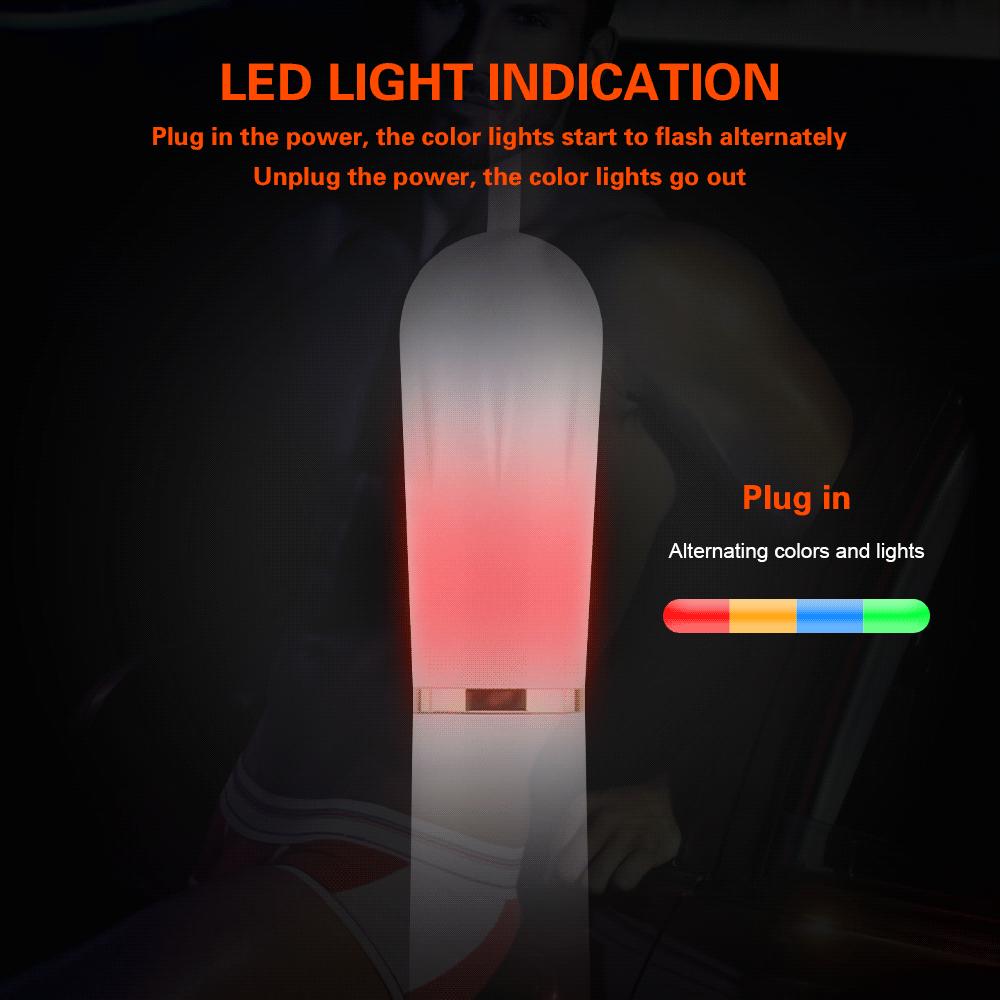 LED LIGHT INDICATION
Plug in the power, the color lights start to flash alternately
Unplug the power, the color lights go out
Plug in
Alternating colors and lights